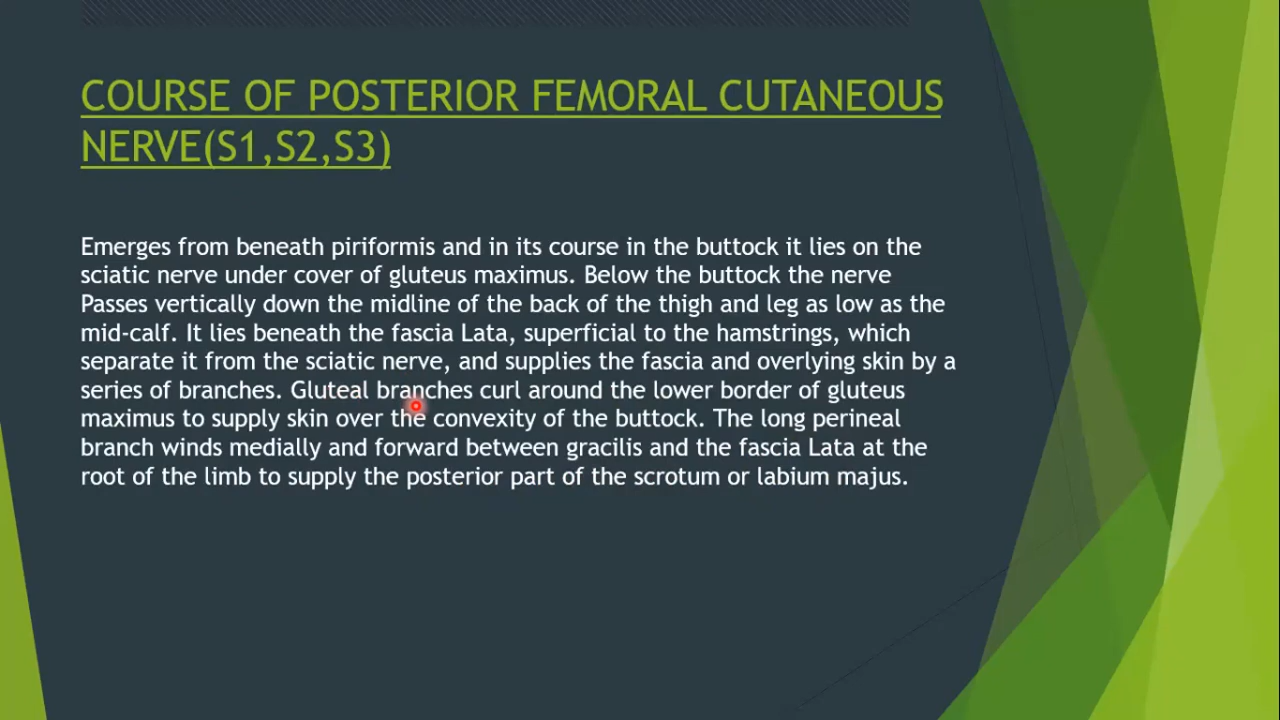 COURSE OF POSTERIOR FEMORAL CUTANEOUS
NERVE(S1,S2,S3)
Emerges from beneath piriformis and in its course in the buttock it lies on the
sciatic nerve under cover of gluteus maximus. Below the buttock the nerve
Passes vertically down the midline of the back of the thigh and leg as low as the
mid-calf. It lies beneath the fascia Lata, superficial to the hamstrings, which
separate it from the sciatic nerve, and supplies the fascia and overlying skin by a
series of branches. Gluteal branches curl around the lower border of gluteus
maximus to supply skin over the convexity of the buttock. The long perineal
branch winds medially and forward between gracilis and the fascia Lata at the
root of the limb to supply the posterior part of the scrotum or labium majus.